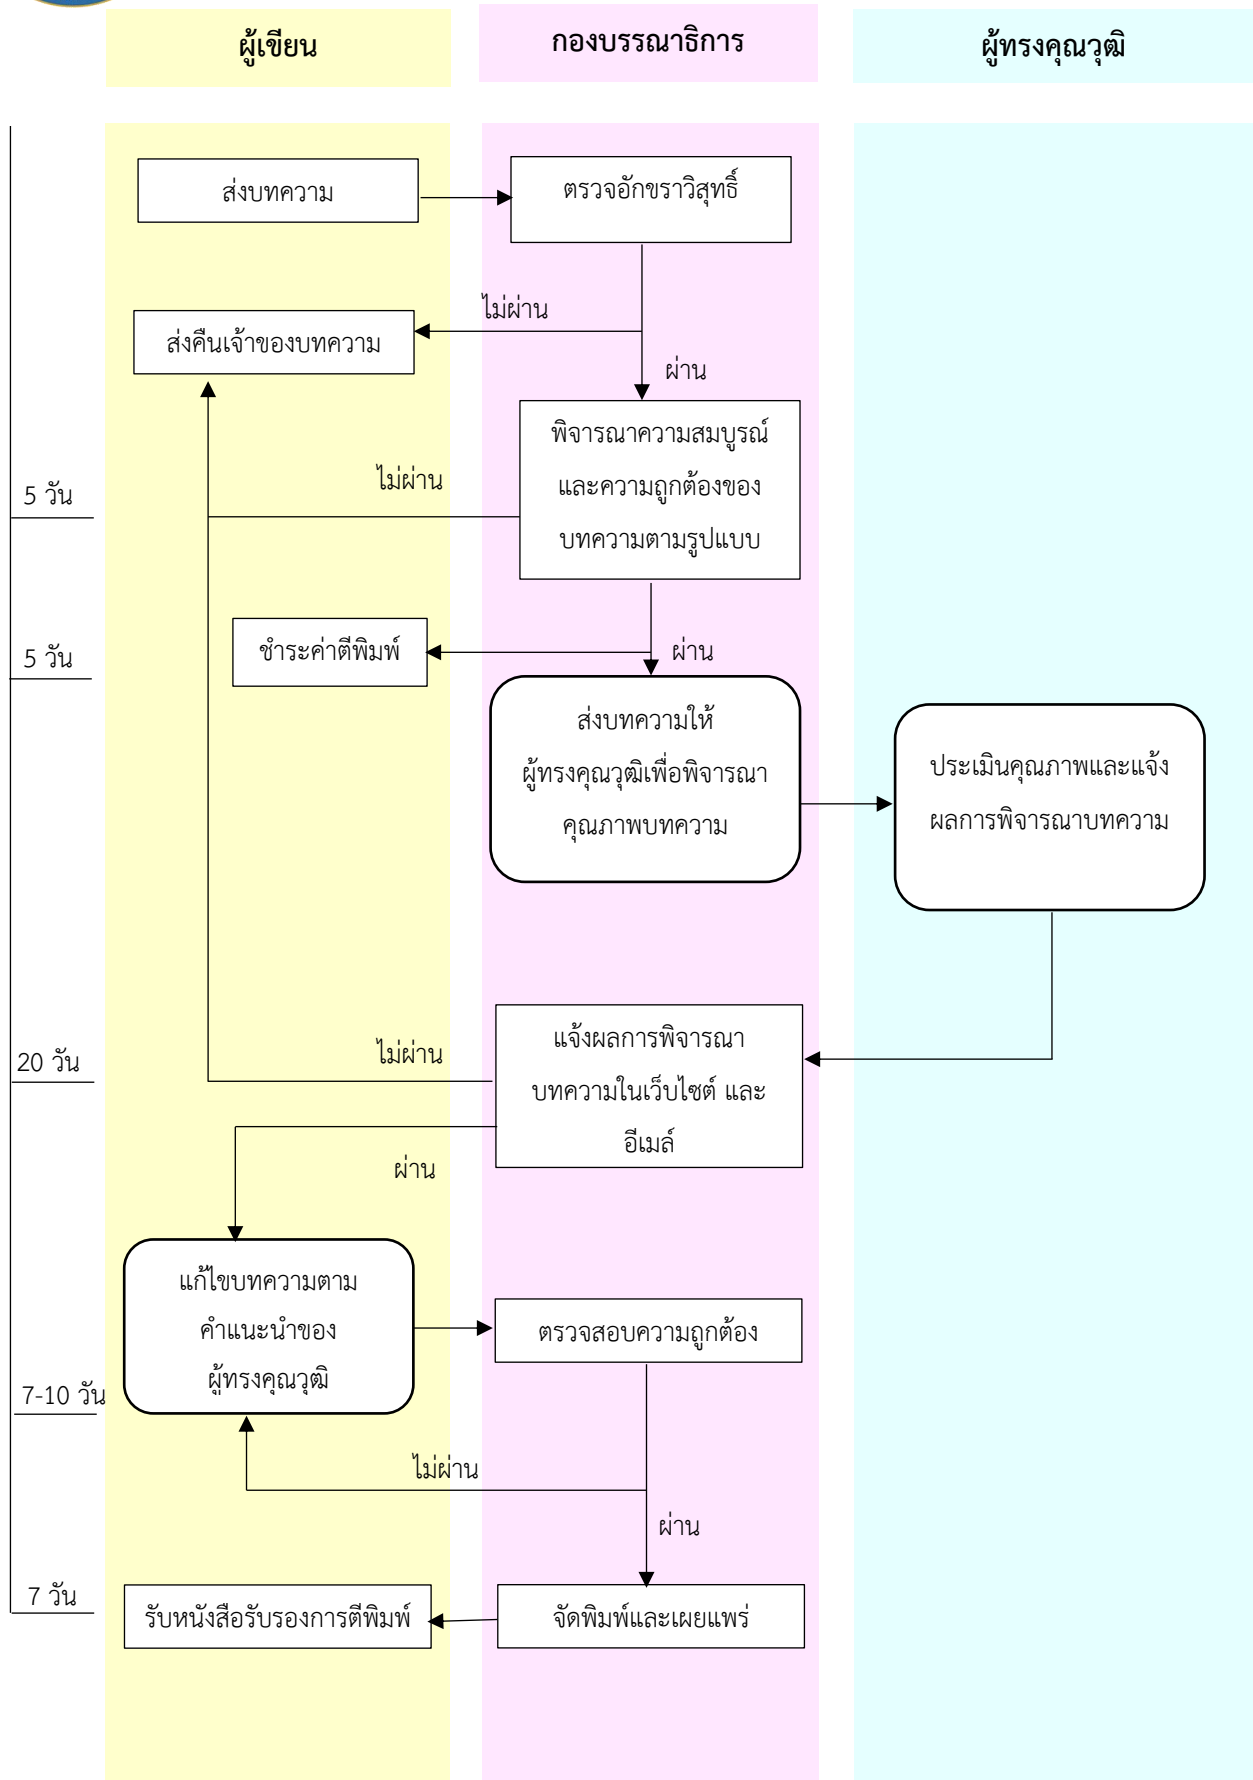 ผู้เขียน
กองบรรณาธิการ
ผู้ทรงคุณวุฒิ
ส่งบทความ
ตรวจอักขราวิสุทธิ์
ไม่ผ่าน
ส่งคืนเจ้าของบทความ
ผ่าน
พิจารณาความสมบูรณ์
และความถูกต้องของ
บทความตามรูปแบบ
ไม่ผ่าน
5 วัน
ชำระค่าตีพิมพ์
ผ่าน
5 วัน
ส่งบทความให้
ผู้ทรงคุณวุฒิเพื่อพิจารณา
คุณภาพบทความ
ประเมินคุณภาพและแจ้ง
ผลการพิจารณาบทความ
แจ้งผลการพิจารณา
บทความในเว็บไซต์ และ
อีเมล์
ไม่ผ่าน
20 วัน
ผ่าน
แก้ไขบทความตาม
คำแนะนำของ
ผู้ทรงคุณวุฒิ
ตรวจสอบความถูกต้อง
7-10 วัน
ไม่ผ่าน
ผ่าน
7 วัน
รับหนังสือรับรองการตีพิมพ์
จัดพิมพ์และเผยแพร่